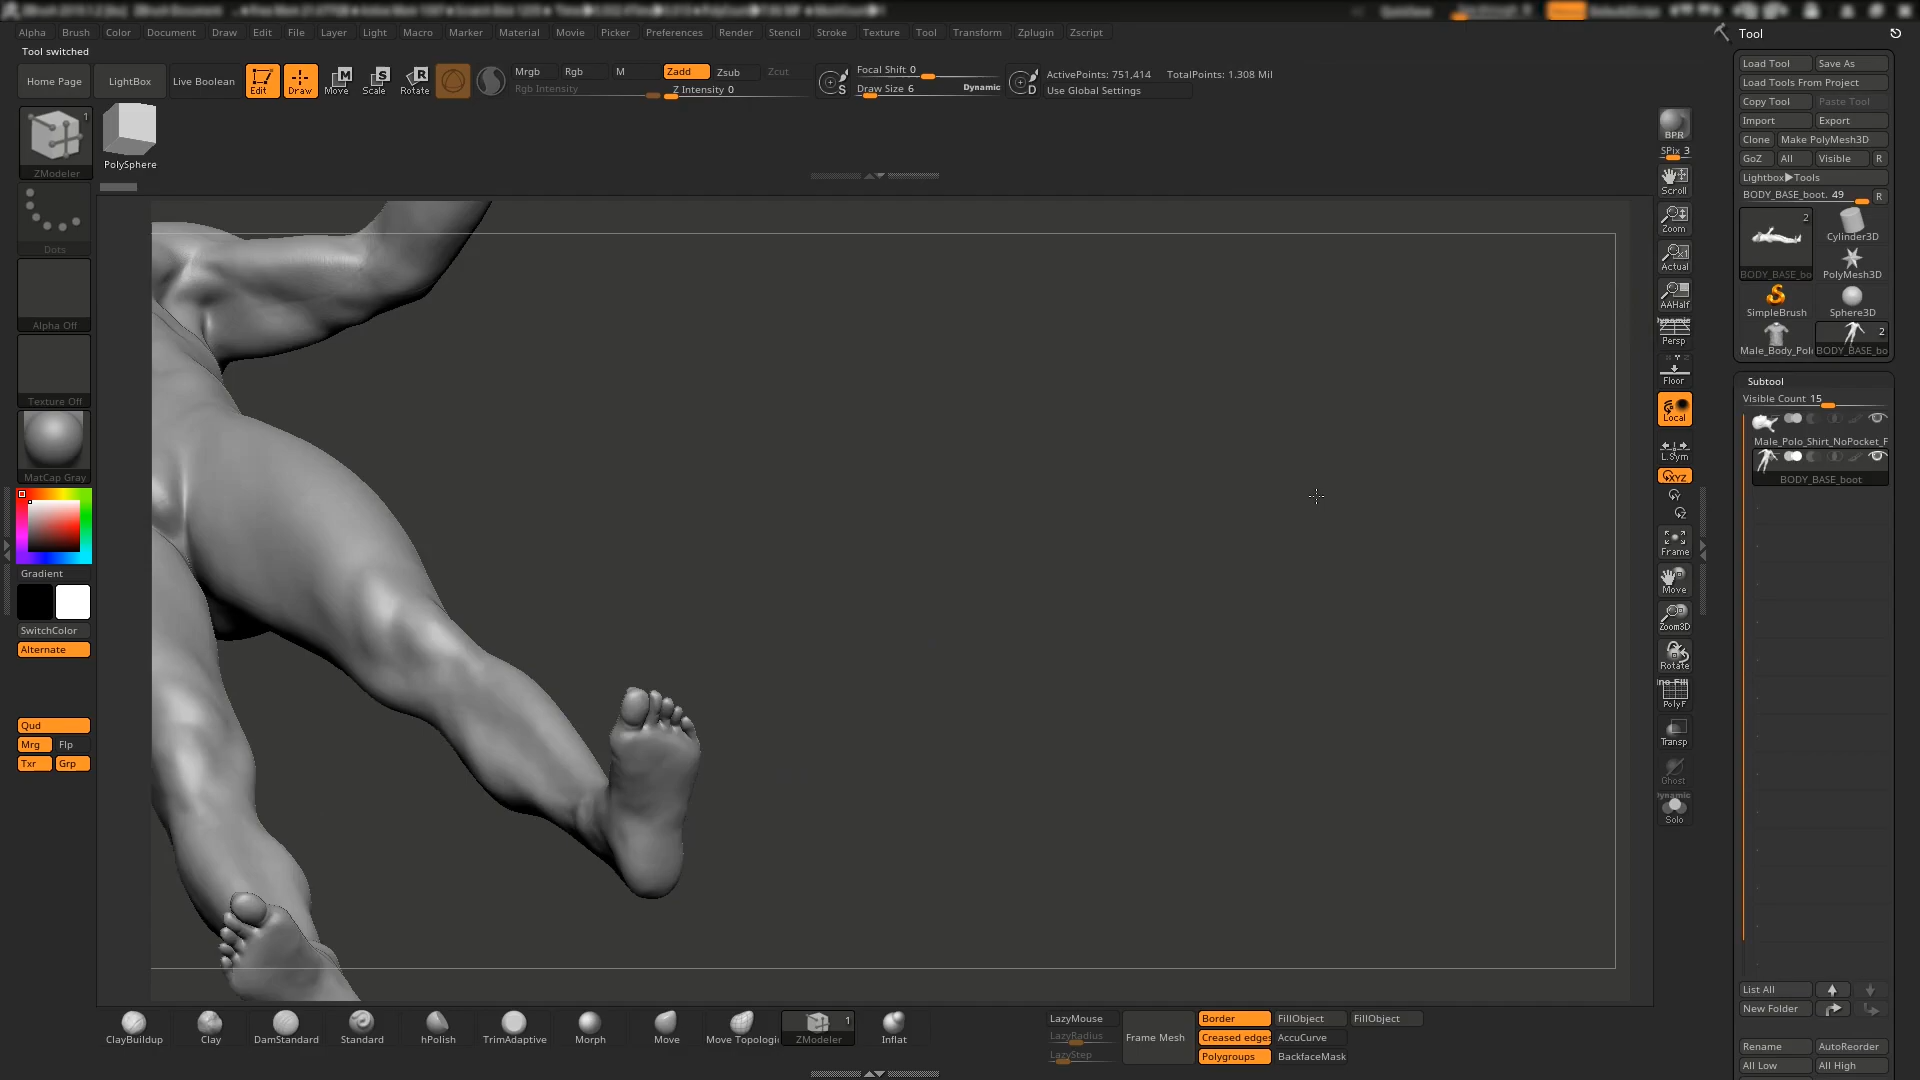 Alpha Brush Color Document Draw Edit File Layer Light Macro Marker Material Movie Picker Preferences Render Stencil Stroke Texture Tool Transform Zplugin Zscript
Tool switched
Home Page
LightBox
Live Boolean
Edit
Draw
Move
Scale
Rotate
Mrgb Rgb M Zadd Zsub Zcut
Rgb Intensity
Z Intensity 0
Focal Shift 0
Draw Size 6 Dynamic
S
D
ActivePoints: 751,414 TotalPoints: 1.308 Mil
Use Global Settings
1
ZModeler
PolySphere
Dots
Alpha Off
Texture Off
MatCap Gray
Gradient
SwitchColor
Alternate
Qud
Mrg Flp
Txr Grp
BPR
SPix 3
Scroll
Zoom
Actual
AAHalf
Dynamic
Persp
Floor
Local
L.Sym
XYZ
Frame
Move
Zoom3D
Rotate
PolyF
Transp
Ghost
Dynamic
Solo
Tool
Load Tool Save As
Load Tools From Project
Copy Tool Paste Tool
Import Export
Clone Make PolyMesh3D
GoZ All Visible R
Lightbox▶Tools
BODY_BASE_boot. 49 R
2
Cylinder3D
BODY_BASE_bo PolyMesh3D
SimpleBrush Sphere3D
2
Male_Body_Pol BODY_BASE_bo
Subtool
Visible Count 15
Male_Polo_Shirt_NoPocket_F
BODY_BASE_boot
List All
New Folder
Rename AutoReorder
All Low All High
ClayBuildup Clay DamStandard Standard hPolish TrimAdaptive Morph Move Move Topologi ZModeler Inflat
1
LazyMouse
LazyRadius
LazyStep
Frame Mesh
Border FillObject FillObject
Creased edges AccuCurve
Polygroups BackfaceMask